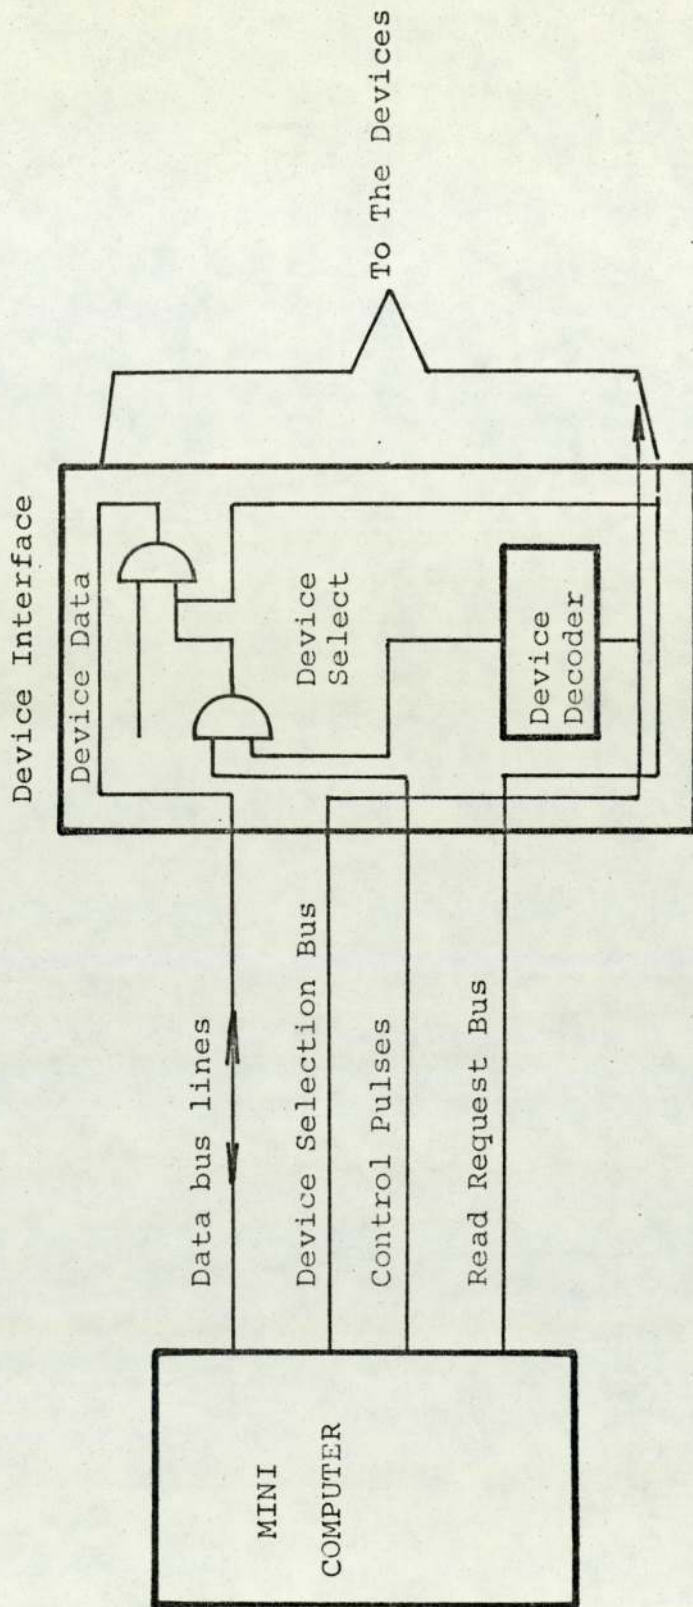 Device Interface
Device Data
Device
Select
Device
Decoder
To The Devices
Data bus lines
Device Selection Bus
Control Pulses
Read Request Bus
MINI
COMPUTER